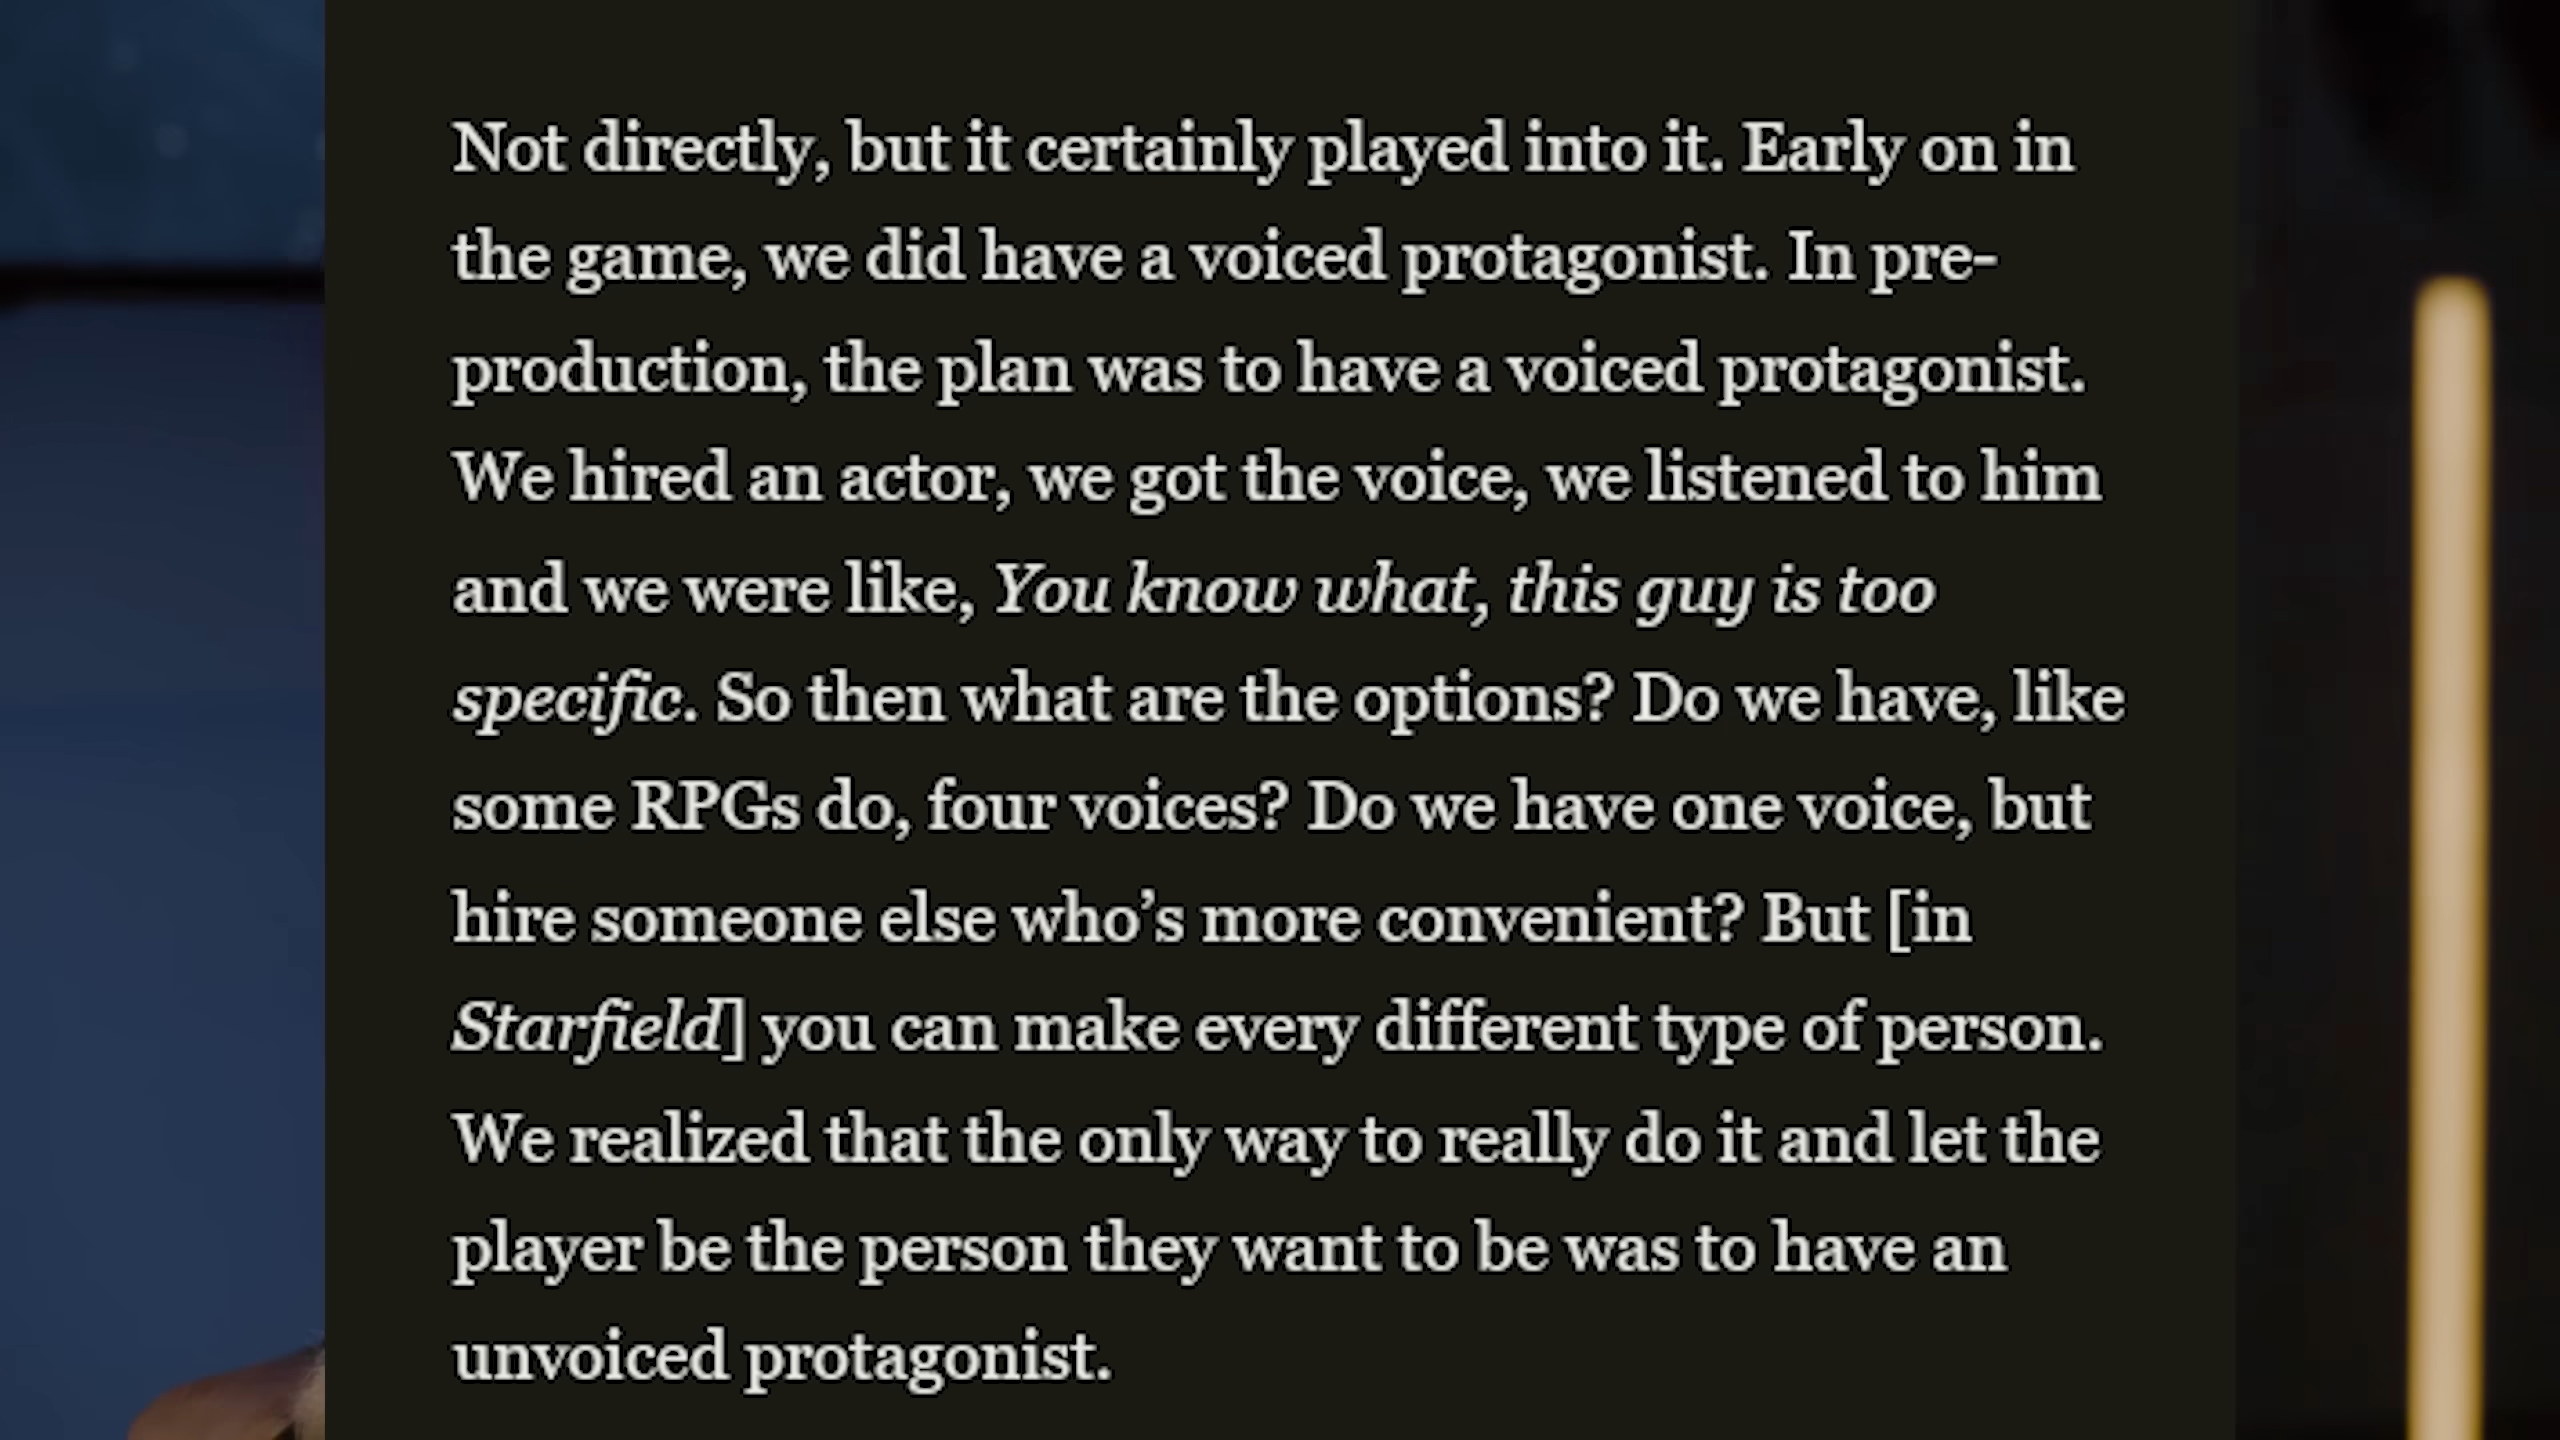 Not directly, but it certainly played into it. Early on in
the game, we did have a voiced protagonist. In pre-
production, the plan was to have a voiced protagonist.
We hired an actor, we got the voice, we listened to him
and we were like, You know what, this guy is too
specific. So then what are the options? Do we have, like
some RPGs do, four voices? Do we have one voice, but
hire someone else who’s more convenient? But [in
Starfield] you can make every different type of person.
We realized that the only way to really do it and let the
player be the person they want to be was to have an
unvoiced protagonist.